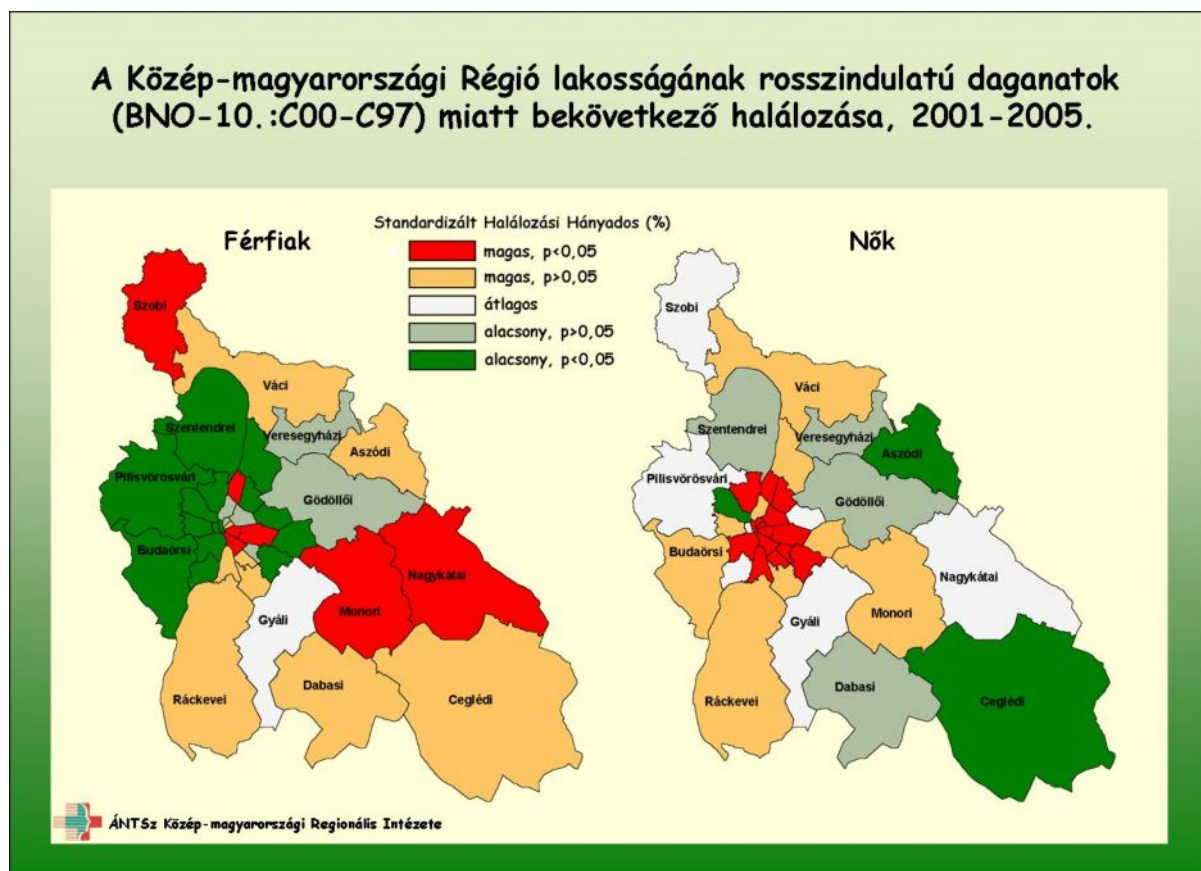 A Közép-magyarországi Régió lakosságának rosszindulatú daganatok
(BNO-10.:C00-C97) miatt bekövetkező halálozása, 2001-2005.
Standardizált Halálozási Hányados (%)
magas, p<0,05
magas, p>0,05
átlagos
alacsony, p>0,05
alacsony, p<0,05
Férfiak
Szobi
Váci
Szentendrei
Veresegyházi
Aszódi
Pilisvörösvári
Gödöllői
Budaörsi
Nagykátai
Monori
Gyáli
Dabasi
Ráckevei
Ceglédi
Nők
Szobi
Váci
Szentendrei
Veresegyházi
Aszódi
Pilisvörösvári
Gödöllői
Budaörsi
Nagykátai
Monori
Gyáli
Dabasi
Ráckevei
Ceglédi
ÁNTSz Közép-magyarországi Regionális Intézete